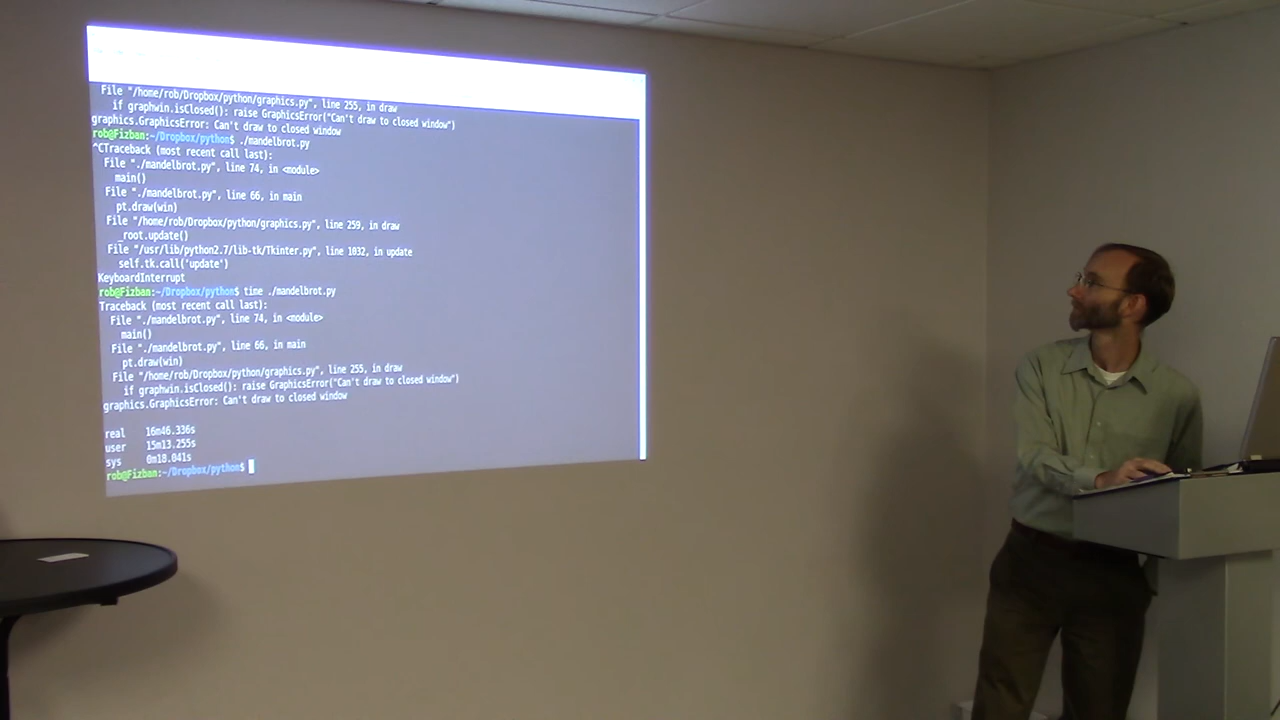 File "/home/rob/Dropbox/python/graphics.py", line 255, in draw
if graphwin.isClosed(): raise GraphicsError("Can't draw to closed window")
graphics.GraphicsError: Can't draw to closed window
rob@Fizban:~/Dropbox/python$ ./mandelbrot.py
^CTraceback (most recent call last):
File "./mandelbrot.py", line 74, in <module>
main()
File "./mandelbrot.py", line 66, in main
pt.draw(win)
File "/home/rob/Dropbox/python/graphics.py", line 259, in draw
_root.update()
File "/usr/lib/python2.7/lib-tk/Tkinter.py", line 1032, in update
self.tk.call('update')
KeyboardInterrupt
rob@Fizban:~/Dropbox/python$ time ./mandelbrot.py
Traceback (most recent call last):
File "./mandelbrot.py", line 74, in <module>
main()
File "./mandelbrot.py", line 66, in main
pt.draw(win)
File "/home/rob/Dropbox/python/graphics.py", line 255, in draw
if graphwin.isClosed(): raise GraphicsError("Can't draw to closed window")
graphics.GraphicsError: Can't draw to closed window
real 16m46.336s
user 15m13.255s
sys 0m18.041s
rob@Fizban:~/Dropbox/python$